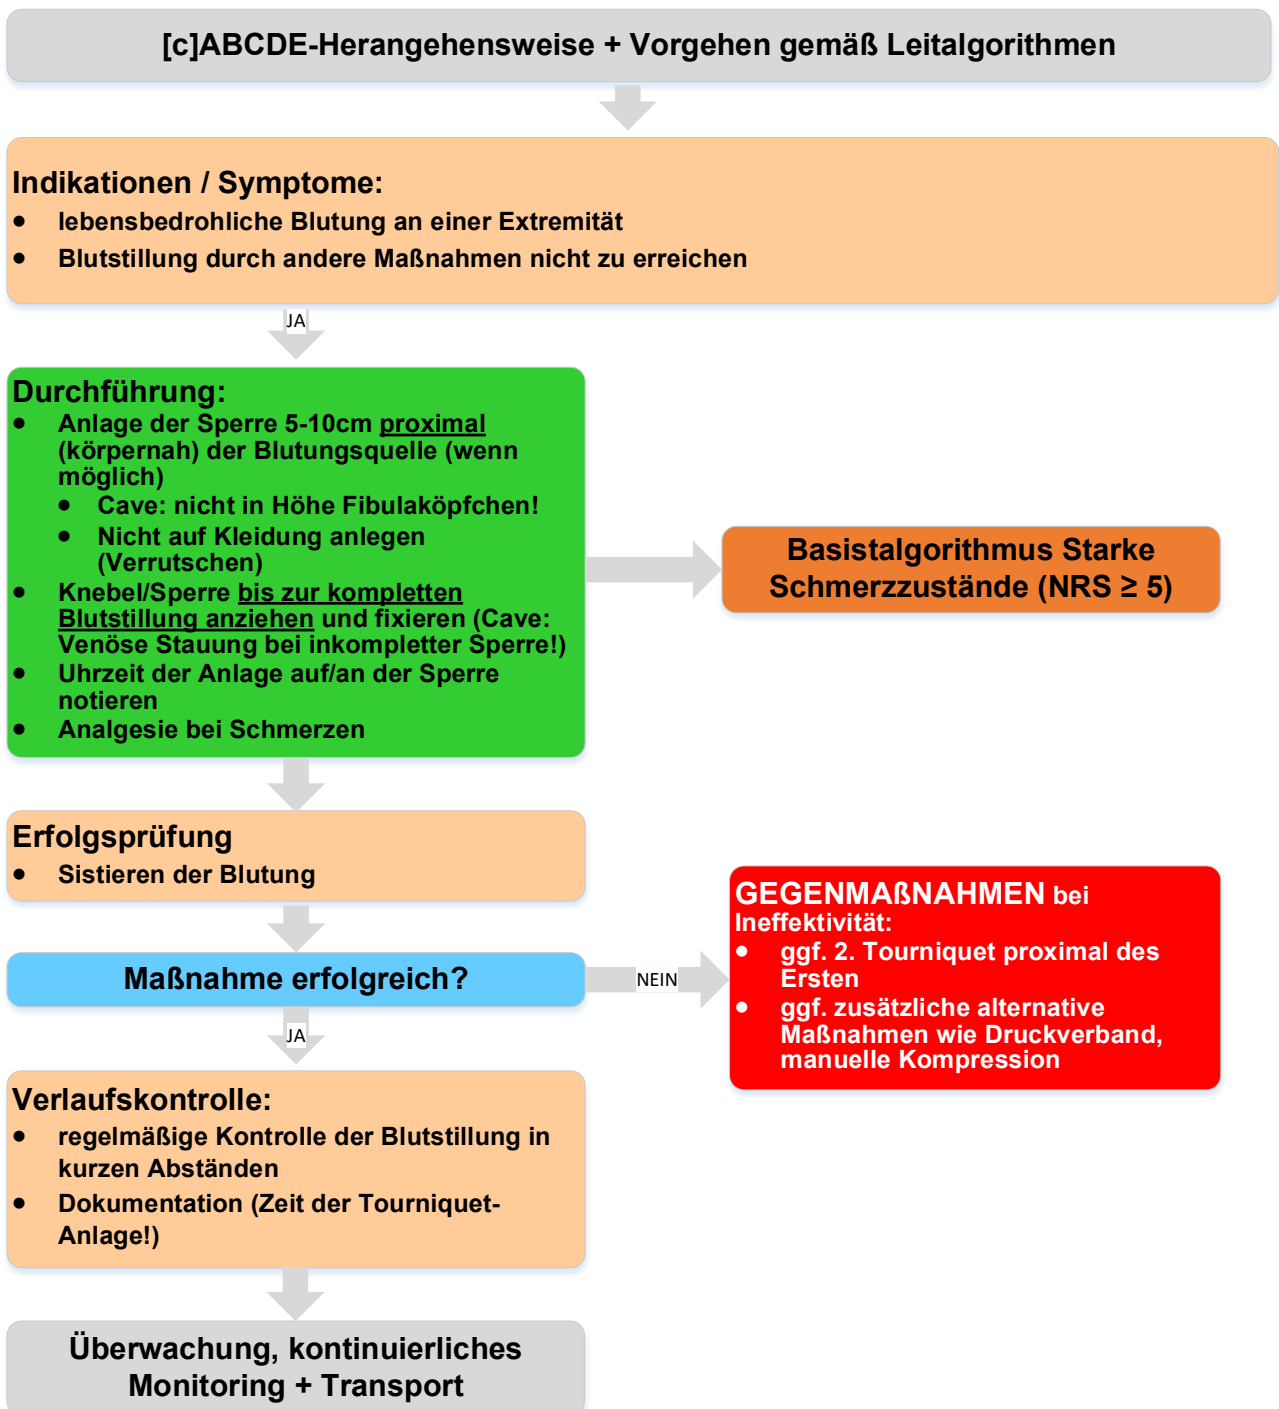 [c]ABCDE-Herangehensweise + Vorgehen gemäß Leitalgorithmen
Indikationen / Symptome:
• lebensbedrohliche Blutung an einer Extremität
• Blutstillung durch andere Maßnahmen nicht zu erreichen
JA
Durchführung:
• Anlage der Sperre 5-10cm proximal
(körpernah) der Blutungsquelle (wenn
möglich)
• Cave: nicht in Höhe Fibulaköpfchen!
• Nicht auf Kleidung anlegen
(Verrutschen)
• Knebel/Sperre bis zur kompletten
Blutstillung anziehen und fixieren (Cave:
Venöse Stauung bei inkompletter Sperre!)
• Uhrzeit der Anlage auf/an der Sperre
notieren
• Analgesie bei Schmerzen
Basistalgorithmus Starke
Schmerzzustände (NRS ≥ 5)
Erfolgsprüfung
• Sistieren der Blutung
Maßnahme erfolgreich?
NEIN
GEGENMAßNAHMEN bei
Ineffektivität:
• ggf. 2. Tourniquet proximal des
Ersten
• ggf. zusätzliche alternative
Maßnahmen wie Druckverband,
manuelle Kompression
JA
Verlaufskontrolle:
• regelmäßige Kontrolle der Blutstillung in
kurzen Abständen
• Dokumentation (Zeit der Tourniquet-
Anlage!)
Überwachung, kontinuierliches
Monitoring + Transport